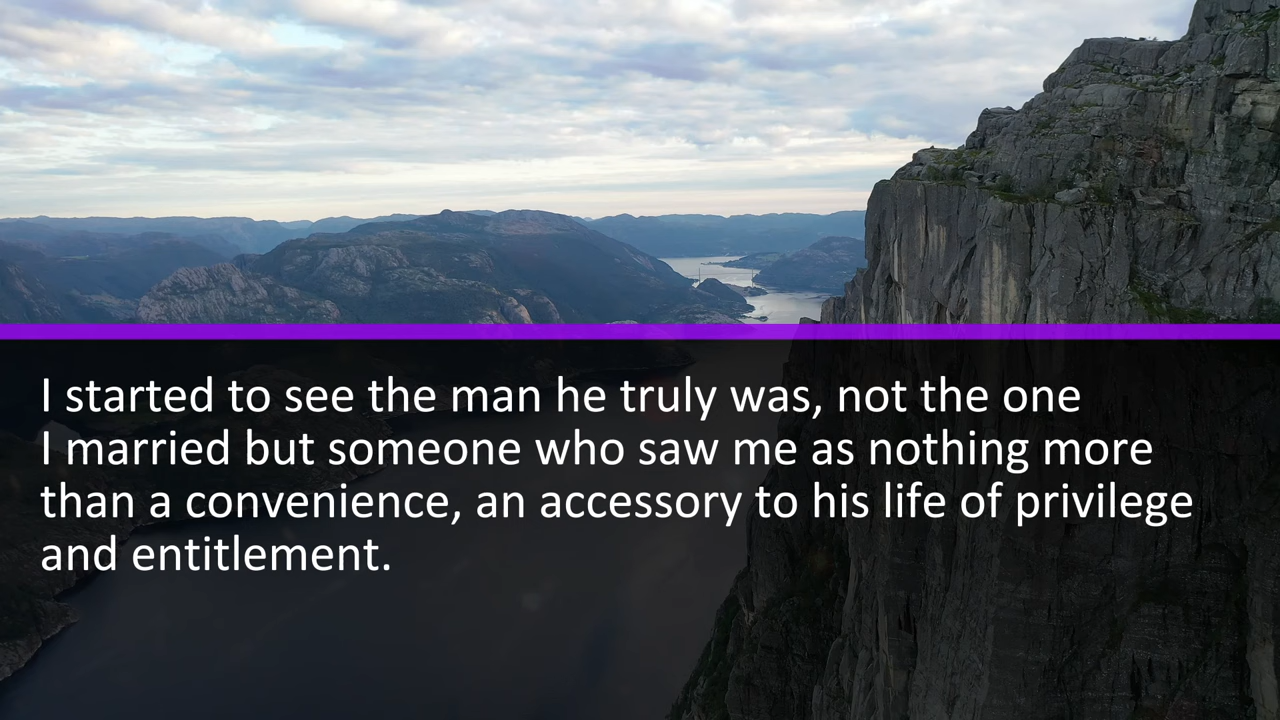 I started to see the man he truly was, not the one
I married but someone who saw me as nothing more
than a convenience, an accessory to his life of privilege
and entitlement.